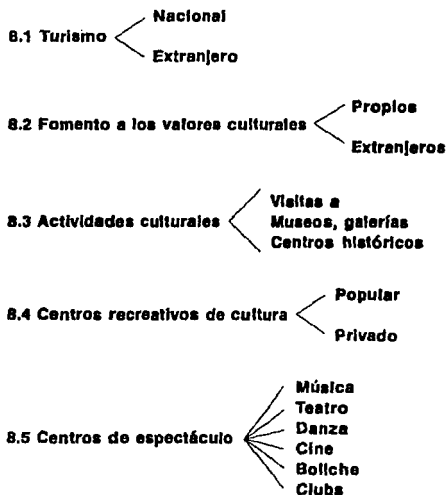 Nacional
8.1 Turismo
Extranjero
Propios
8.2 Fomento a los valores culturales
Extranjeros
Visitas a
8.3 Actividades culturales
Museos, galerías
Centros históricos
Popular
8.4 Centros recreativos de cultura
Privado
Música
Teatro
Danza
8.5 Centros de espectáculo
Cine
Boliche
Clubs